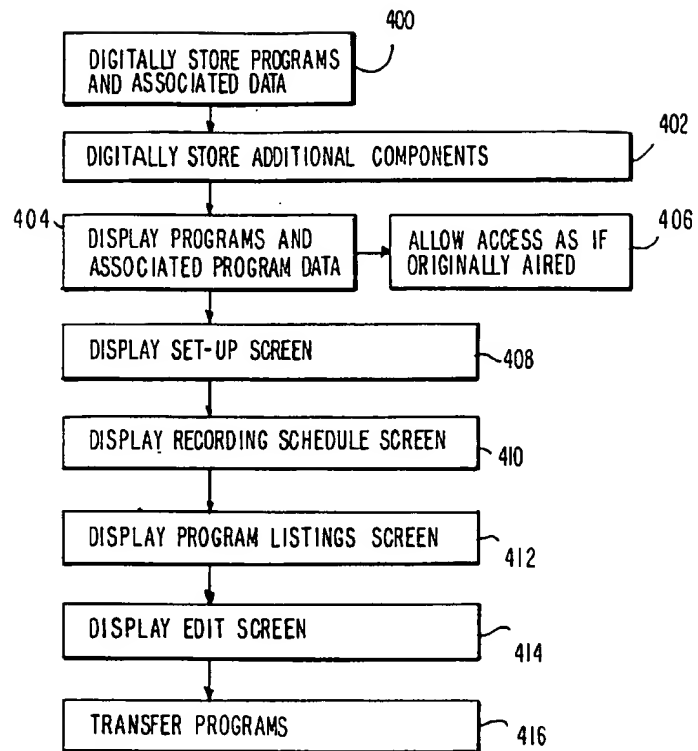 400
DIGITALLY STORE PROGRAMS
AND ASSOCIATED DATA
402
DIGITALLY STORE ADDITIONAL COMPONENTS
404
DISPLAY PROGRAMS AND
ASSOCIATED PROGRAM DATA
406
ALLOW ACCESS AS IF
ORIGINALLY AIRED
DISPLAY SET-UP SCREEN
408
DISPLAY RECORDING SCHEDULE SCREEN
410
DISPLAY PROGRAM LISTINGS SCREEN
412
DISPLAY EDIT SCREEN
414
TRANSFER PROGRAMS
416